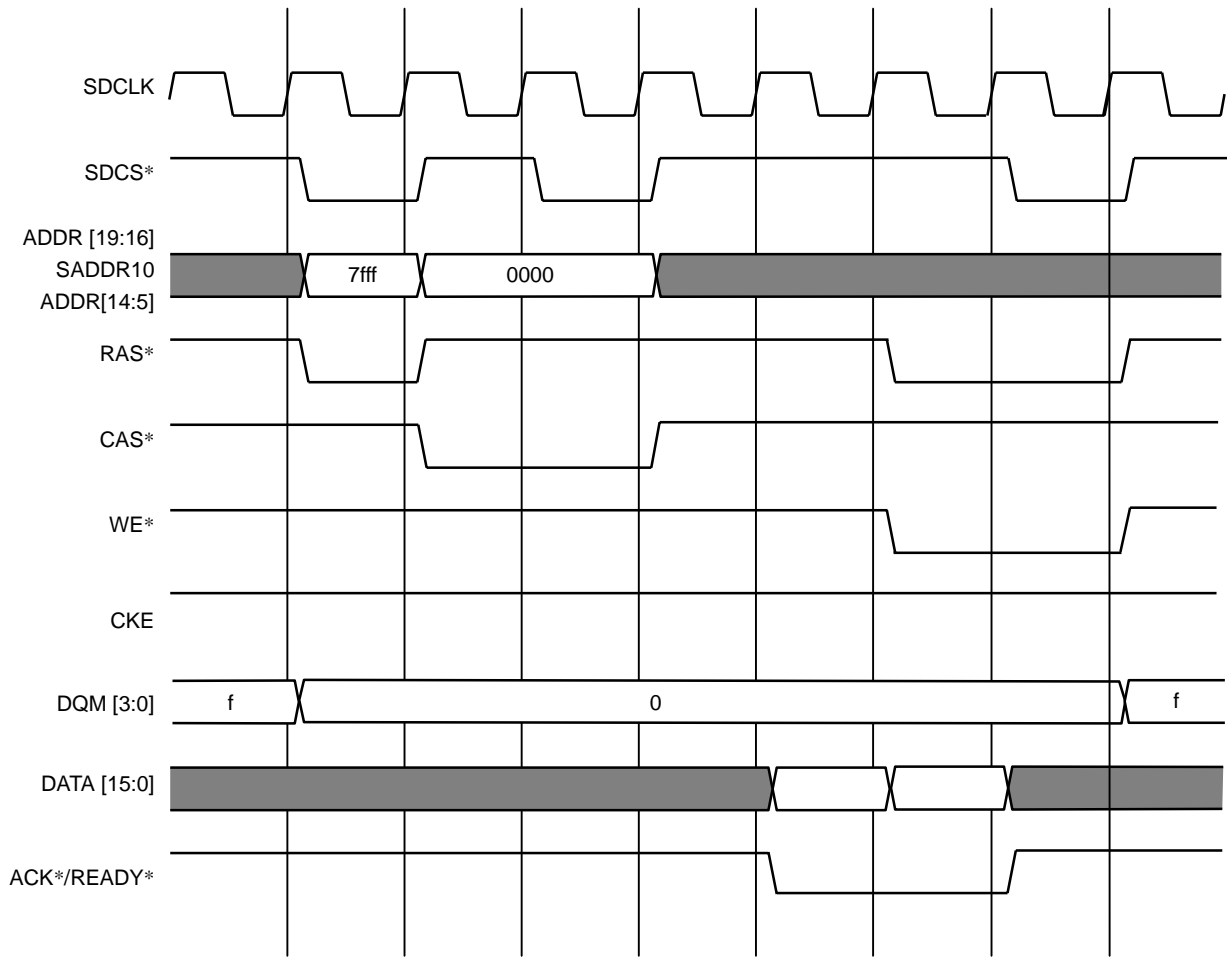 SDCLK
SDCS*
ADDR [19:16]
SADDR10
ADDR[14:5]
7fff
0000
RAS*
CAS*
WE*
CKE
DQM [3:0]
f
0
f
DATA [15:0]
ACK*/READY*